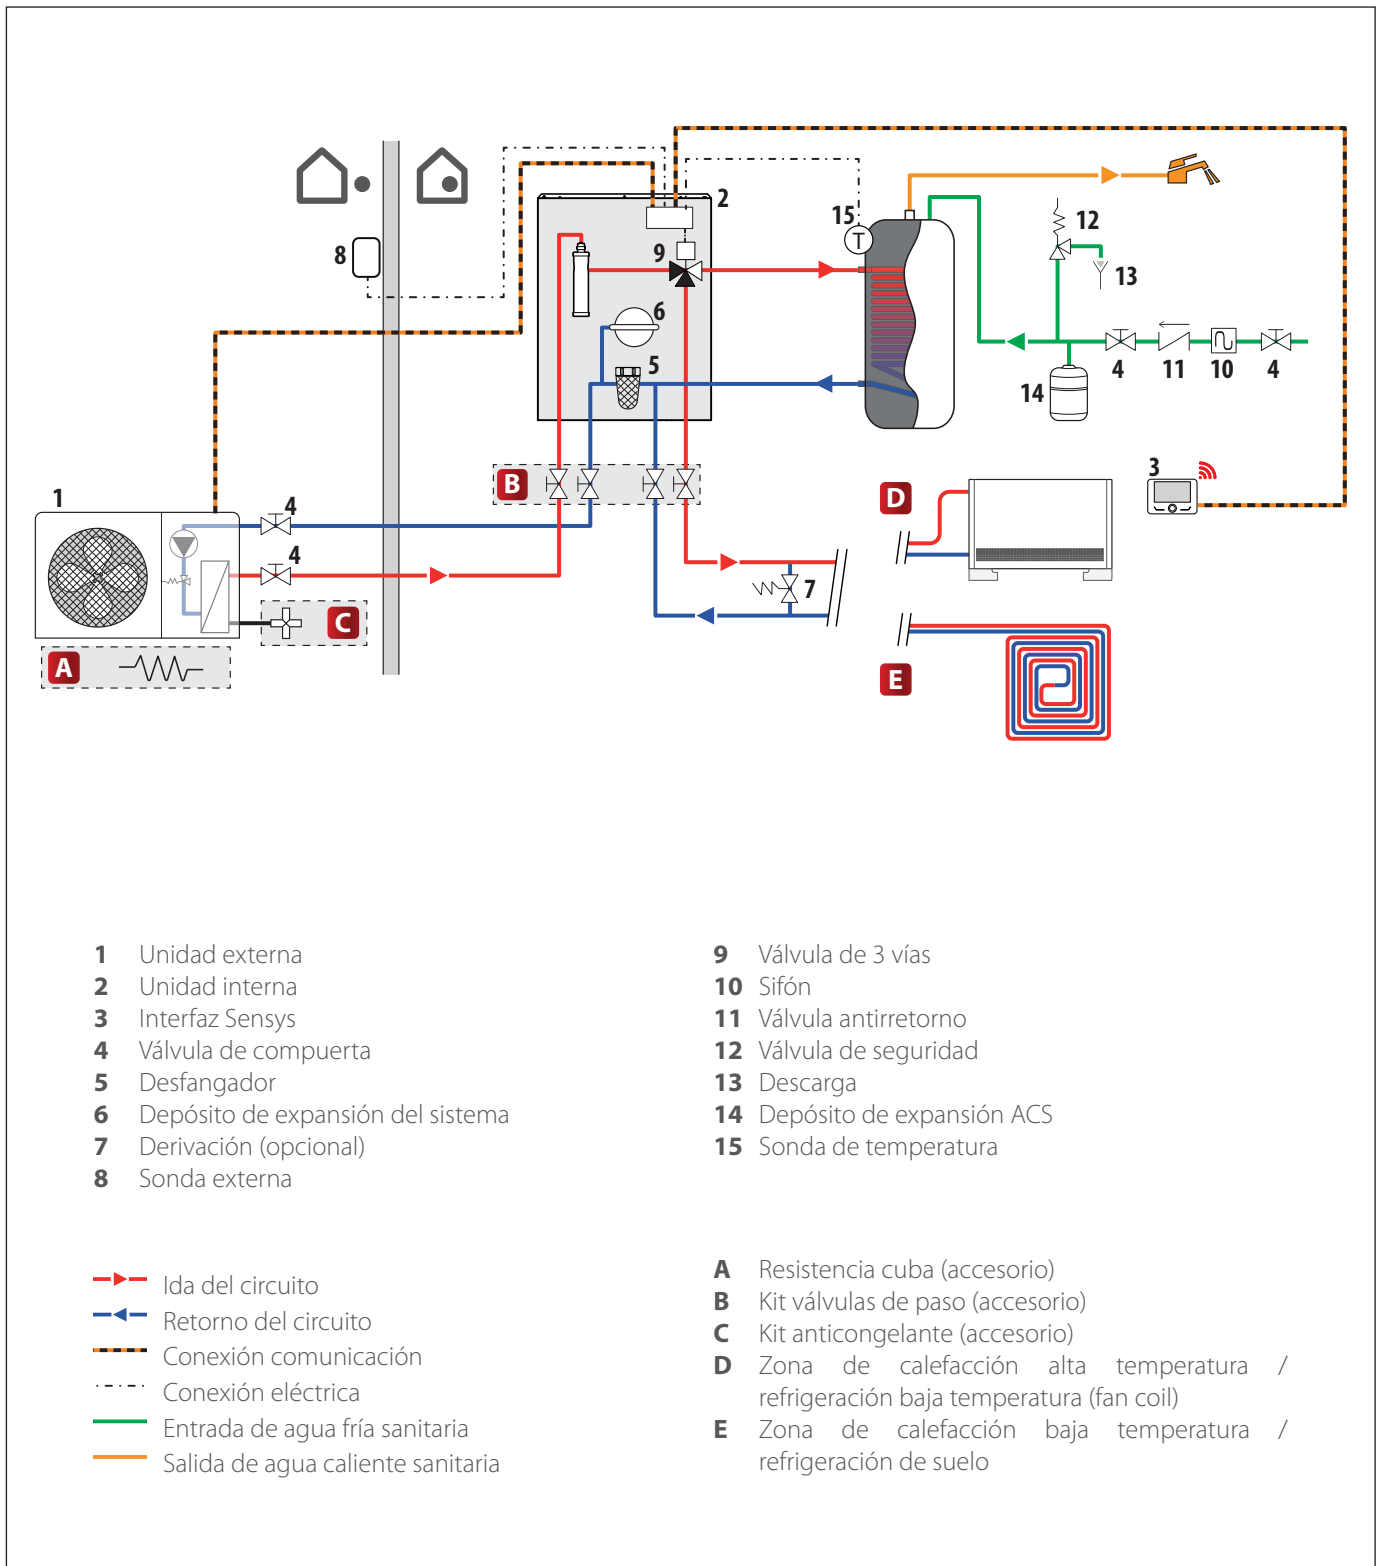 2
15
T
12
9
8
13
6
5
4
11
10
4
14
3
B
D
1
4
4
7
C
A
E
1 Unidad externa
2 Unidad interna
3 Interfaz Sensys
4 Válvula de compuerta
5 Desfangador
6 Depósito de expansión del sistema
7 Derivación (opcional)
8 Sonda externa
9 Válvula de 3 vías
10 Sifón
11 Válvula antirretorno
12 Válvula de seguridad
13 Descarga
14 Depósito de expansión ACS
15 Sonda de temperatura
Ida del circuito
Retorno del circuito
Conexión comunicación
Conexión eléctrica
Entrada de agua fría sanitaria
Salida de agua caliente sanitaria
A Resistencia cuba (accesorio)
B Kit válvulas de paso (accesorio)
C Kit anticongelante (accesorio)
D Zona de calefacción alta temperatura /
refrigeración baja temperatura (fan coil)
E Zona de calefacción baja temperatura /
refrigeración de suelo